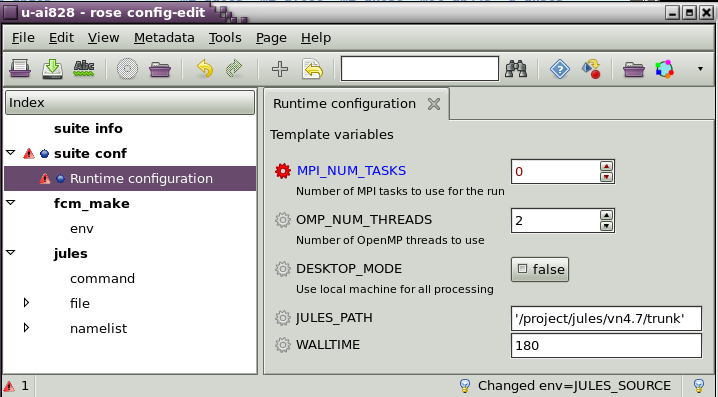 u-ai828 - rose config-edit
File Edit View Metadata Tools Page Help
Abc
Index
suite info
suite conf
Runtime configuration
fcm_make
env
jules
command
file
namelist
Runtime configuration
Template variables
MPI_NUM_TASKS 0
Number of MPI tasks to use for the run
OMP_NUM_THREADS 2
Number of OpenMP threads to use
DESKTOP_MODE false
Use local machine for all processing
JULES_PATH '/project/jules/vn4.7/trunk'
WALLTIME 180
1 Changed env=JULES_SOURCE